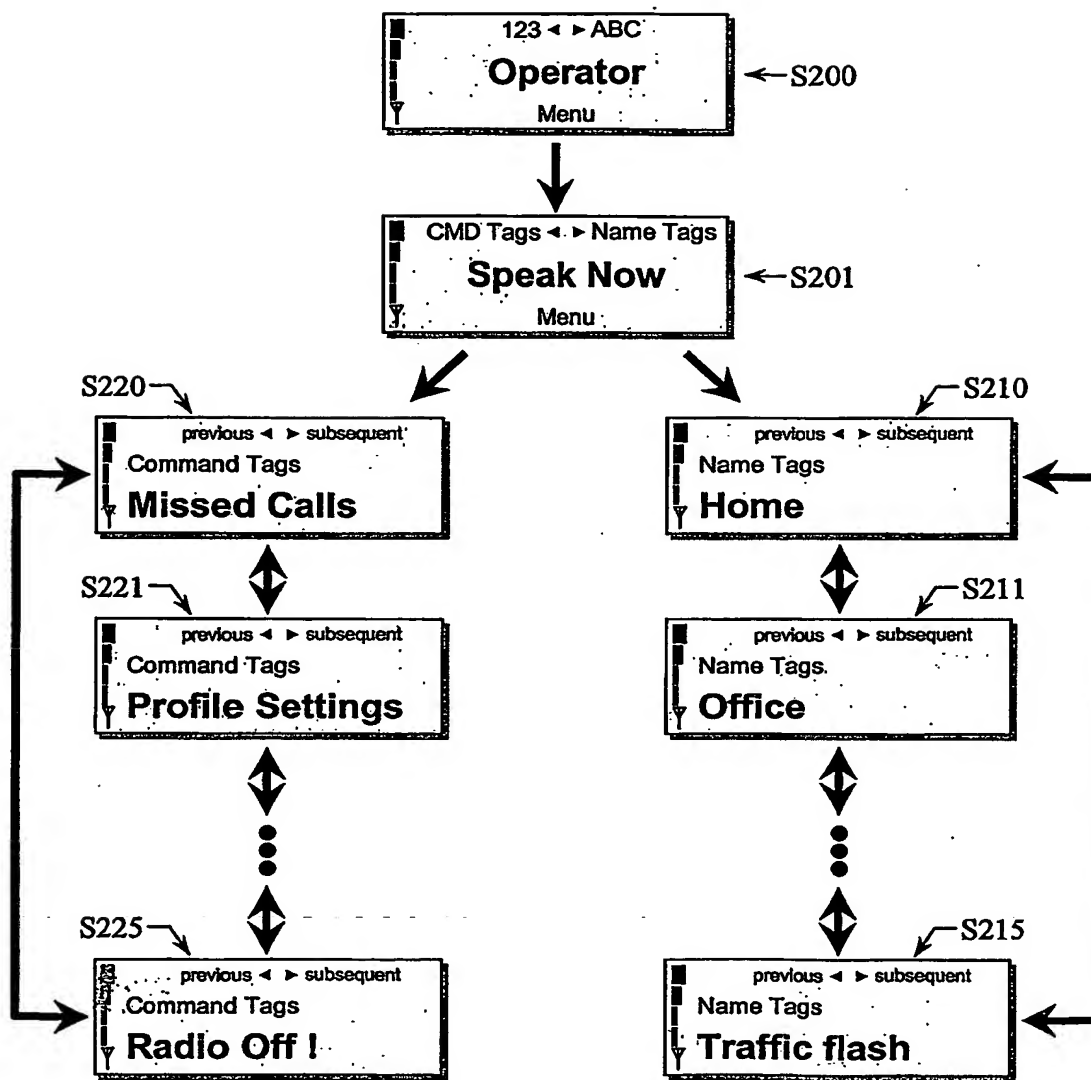 123 ◄ ► ABC
Operator
Menu
S200
CMD Tags ◄ ► Name Tags
Speak Now
Menu
S201
S220
previous ◄ ► subsequent
Command Tags
Missed Calls
S210
previous ◄ ► subsequent
Name Tags
Home
S221
previous ◄ ► subsequent
Command Tags
Profile Settings
S211
previous ◄ ► subsequent
Name Tags
Office
S225
previous ◄ ► subsequent
Command Tags
Radio Off !
S215
previous ◄ ► subsequent
Name Tags
Traffic flash